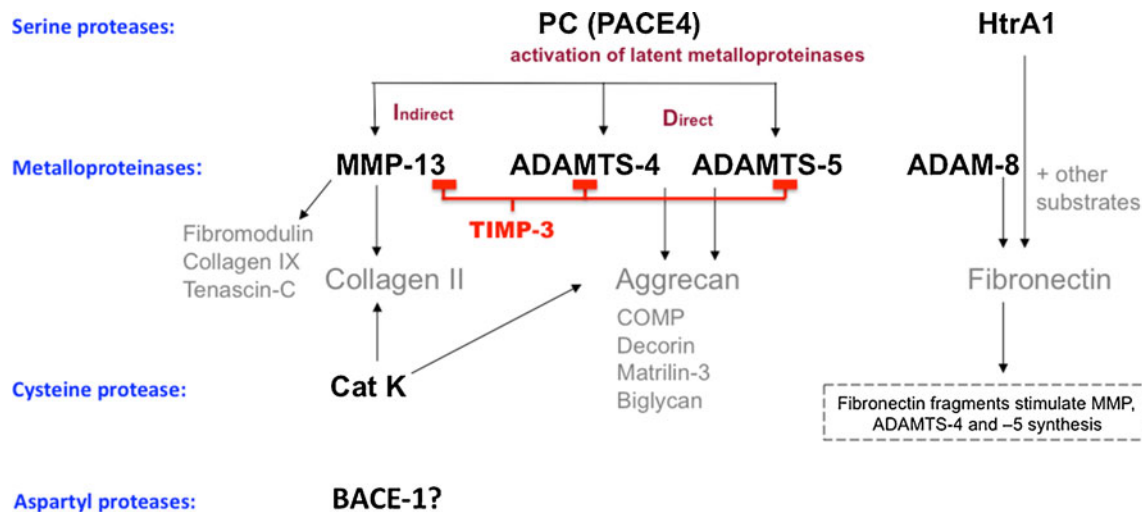 Serine proteases:
PC (PACE4)
HtrA1
activation of latent metalloproteinases
Indirect
Direct
Metalloproteinases:
MMP-13
ADAMTS-4
ADAMTS-5
ADAM-8
+ other
substrates
TIMP-3
Fibromodulin
Collagen IX
Tenascin-C
Collagen II
Aggrecan
Fibronectin
COMP
Decorin
Matrilin-3
Biglycan
Cysteine protease:
Cat K
Fibronectin fragments stimulate MMP,
ADAMTS-4 and –5 synthesis
Aspartyl proteases:
BACE-1?